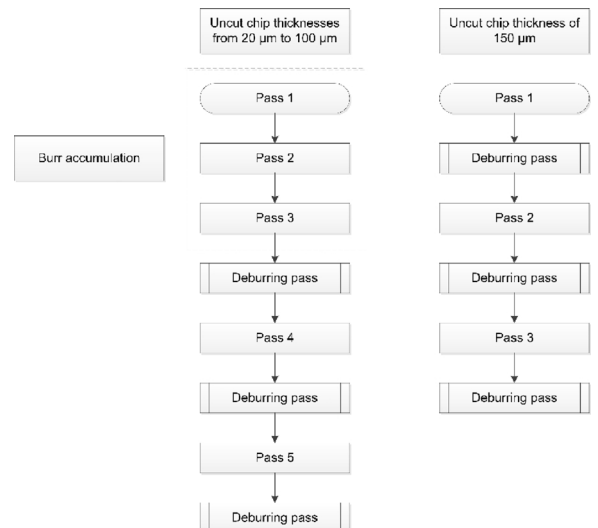 Uncut chip thicknesses
from 20 µm to 100 µm
Uncut chip thickness of
150 µm
Pass 1
Pass 1
Burr accumulation
Pass 2
Deburring pass
Pass 3
Pass 2
Deburring pass
Deburring pass
Pass 4
Pass 3
Deburring pass
Deburring pass
Pass 5
Deburring pass